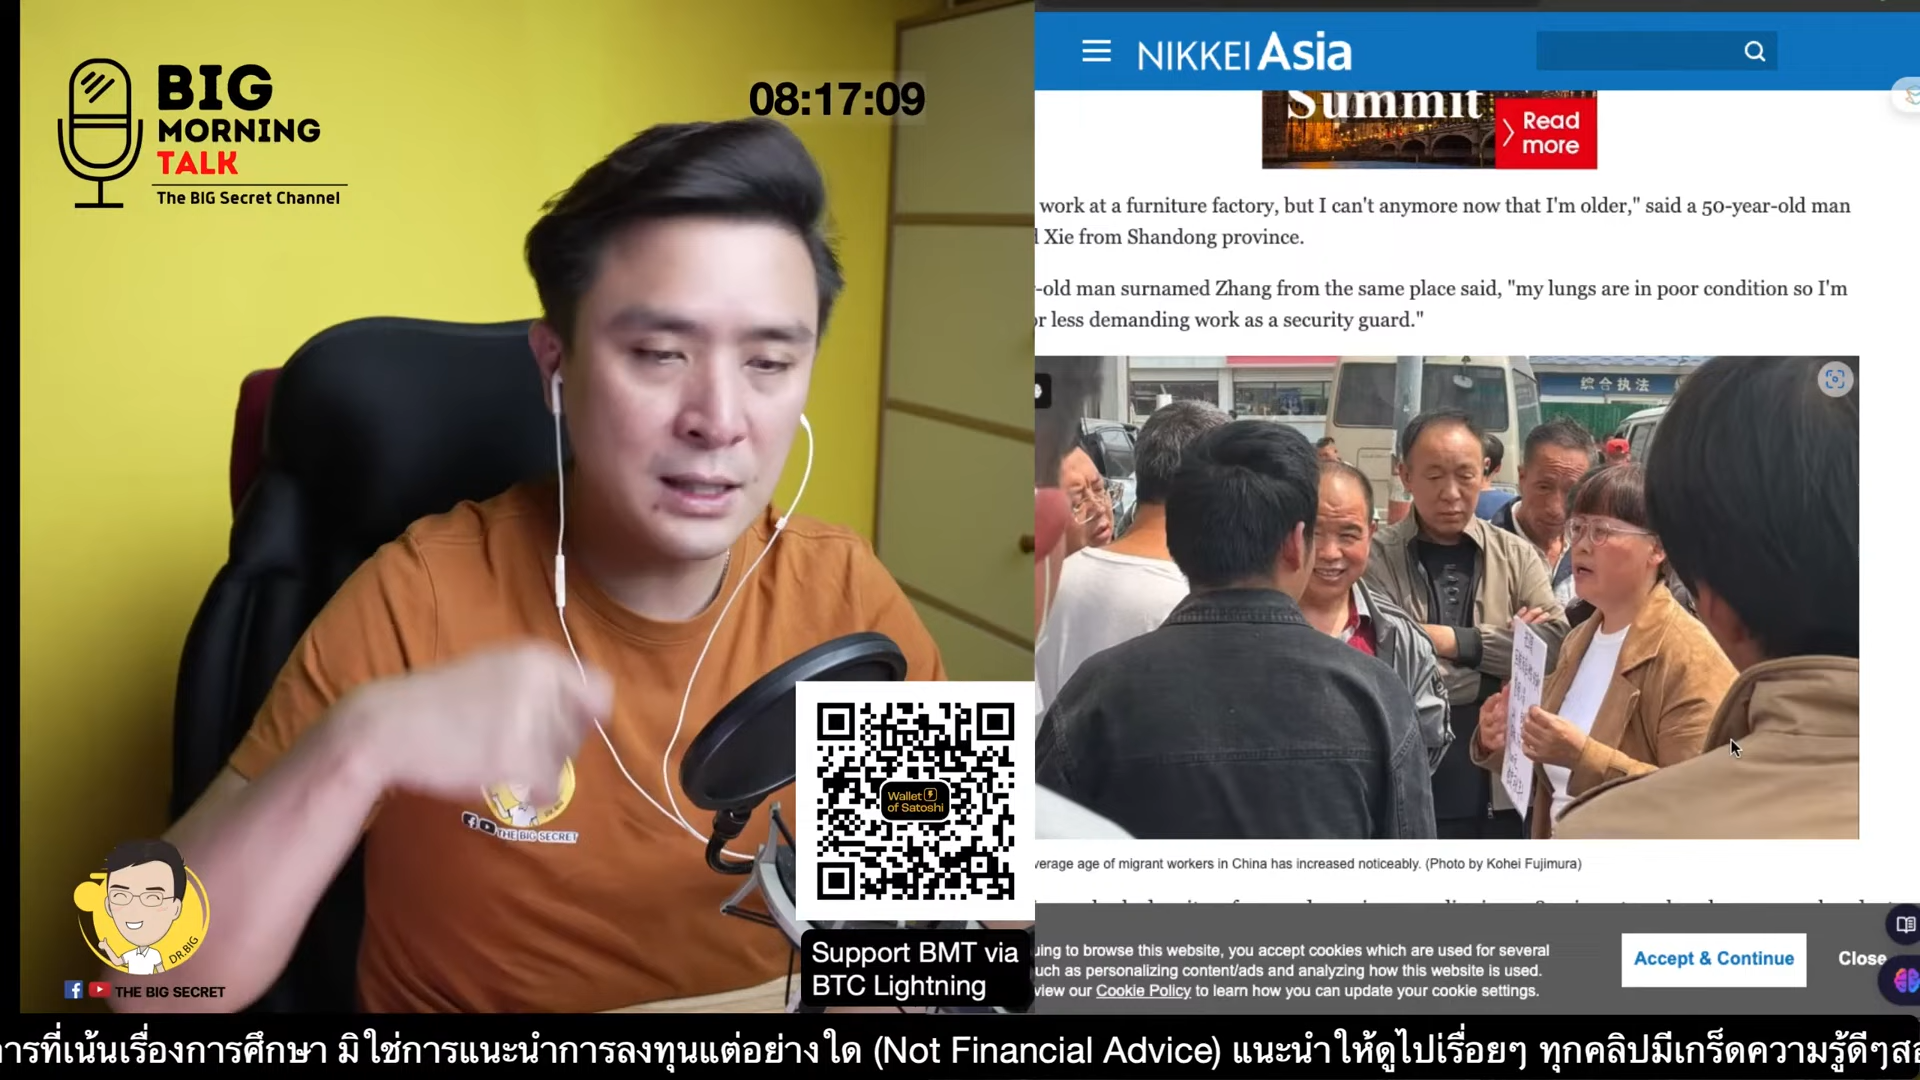 BIG
MORNING
TALK
The BIG Secret Channel
08:17:09
THE BIG SECRET
DR.BIG
THE BIG SECRET
Wallet
of Satoshi
Support BMT via
BTC Lightning
NIKKEI Asia
Summit
Read
more
work at a furniture factory, but I can't anymore now that I'm older," said a 50-year-old man
Xie from Shandong province.
-old man surnamed Zhang from the same place said, "my lungs are in poor condition so I'm
or less demanding work as a security guard."
综合执法
verage age of migrant workers in China has increased noticeably. (Photo by Kohei Fujimura)
uing to browse this website, you accept cookies which are used for several
uch as personalizing content/ads and analyzing how this website is used.
view our Cookie Policy to learn how you can update your cookie settings.
Accept & Continue
Close
ารที่เน้นเรื่องการศึกษา มิใช่การแนะนำการลงทุนแต่อย่างใด (Not Financial Advice) แนะนำให้ดูไปเรื่อยๆ ทุกคลิปมีเกร็ดความรู้ดีๆ